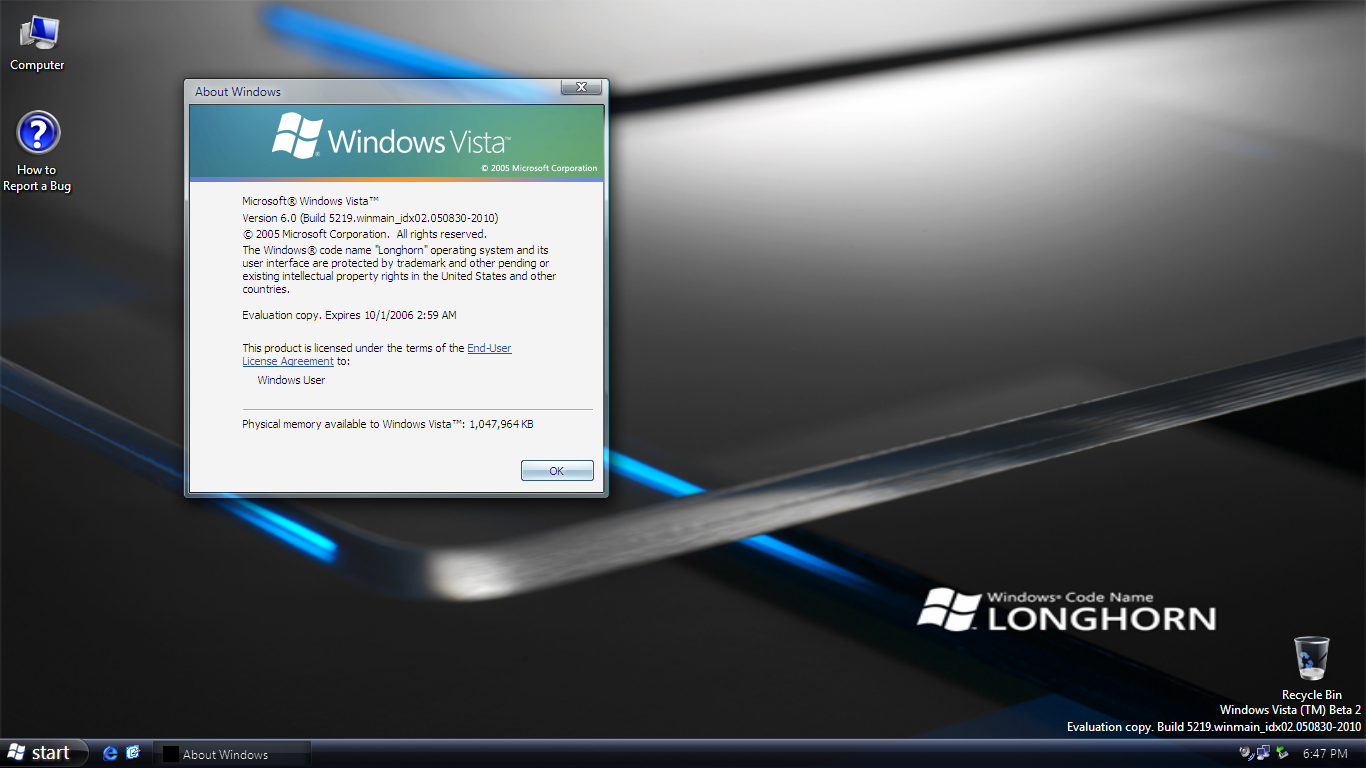 Computer
How to
Report a Bug
About Windows
Windows Vista™
© 2005 Microsoft Corporation
Microsoft® Windows Vista™
Version 6.0 (Build 5219.winmain_idx02.050830-2010)
© 2005 Microsoft Corporation. All rights reserved.
The Windows® code name "Longhorn" operating system and its
user interface are protected by trademark and other pending or
existing intellectual property rights in the United States and other
countries.
Evaluation copy. Expires 10/1/2006 2:59 AM
This product is licensed under the terms of the End-User
License Agreement to:
Windows User
Physical memory available to Windows Vista™: 1,047,964 KB
OK
Windows® Code Name
LONGHORN™
Recycle Bin
Windows Vista (TM) Beta 2
Evaluation copy. Build 5219.winmain_idx02.050830-2010
start
About Windows
6:47 PM